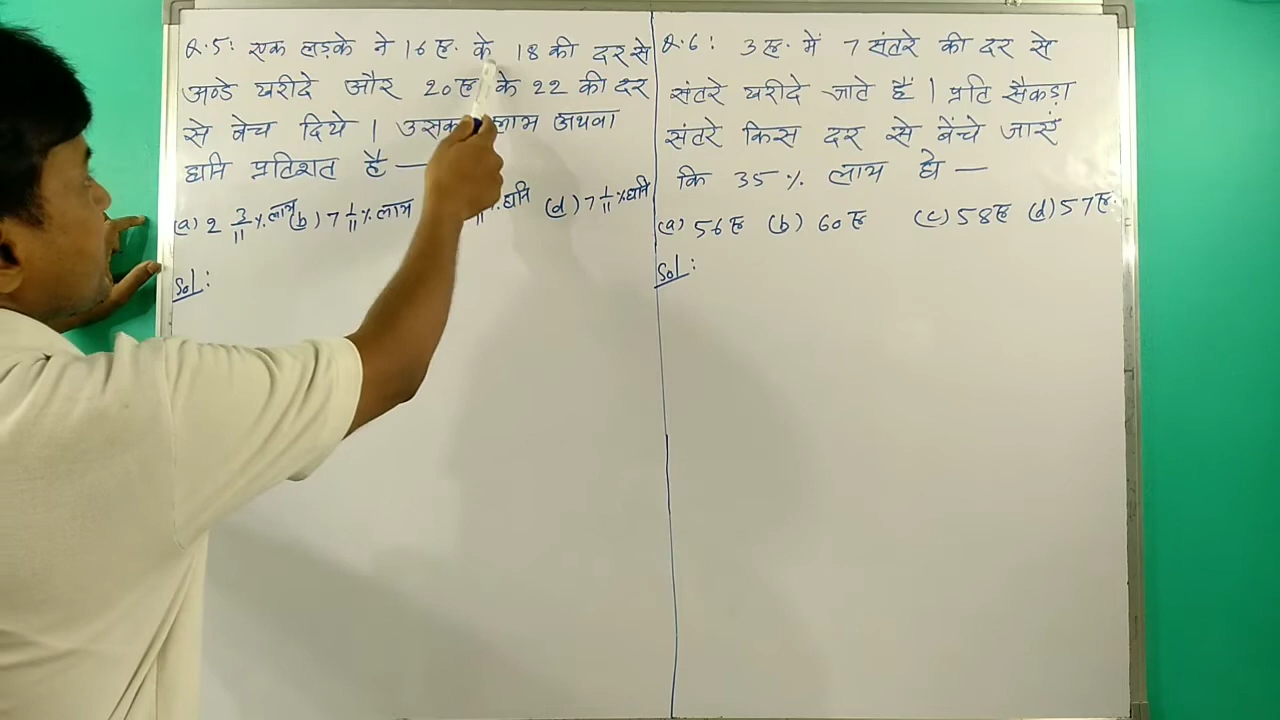 Q.5: एक लड़के ने 16 रू. के 18 की दर से
अण्डे खरीदे और 20 रू. के 22 की दर
से बेच दिये । उसका लाभ अथवा
हानि प्रतिशत है —
(a) 2 3/11 % लाभ (b) 7 1/11 % लाभ हानि (d) 7 1/11 % हानि
Sol:
Q.6: 3 रू. में 7 संतरे की दर से
संतरे खरीदे जाते हैं । प्रति सैकड़ा
संतरे किस दर से बेंचे जाएं
कि 35 % लाभ हो —
(a) 56 रू (b) 60 रू (c) 58 रू (d) 57 रू.
Sol: